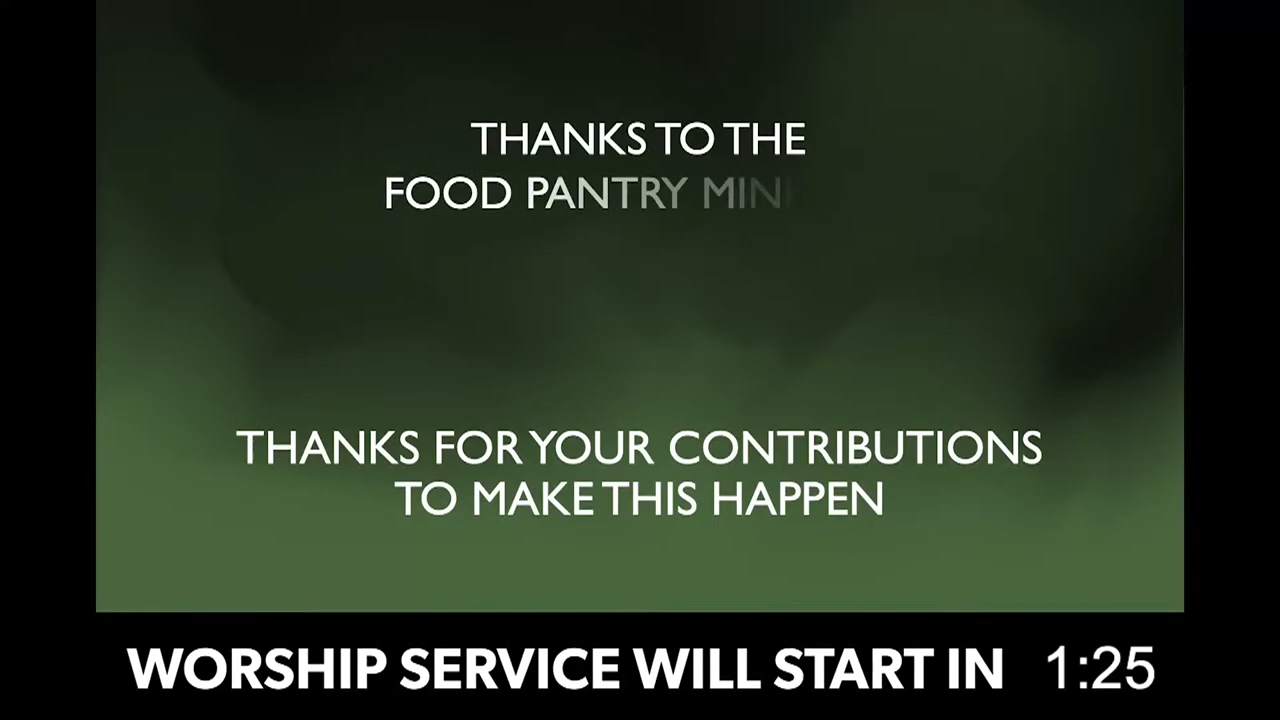 THANKS TO THE
FOOD PANTRY MINI
THANKS FOR YOUR CONTRIBUTIONS
TO MAKE THIS HAPPEN
WORSHIP SERVICE WILL START IN 1:25